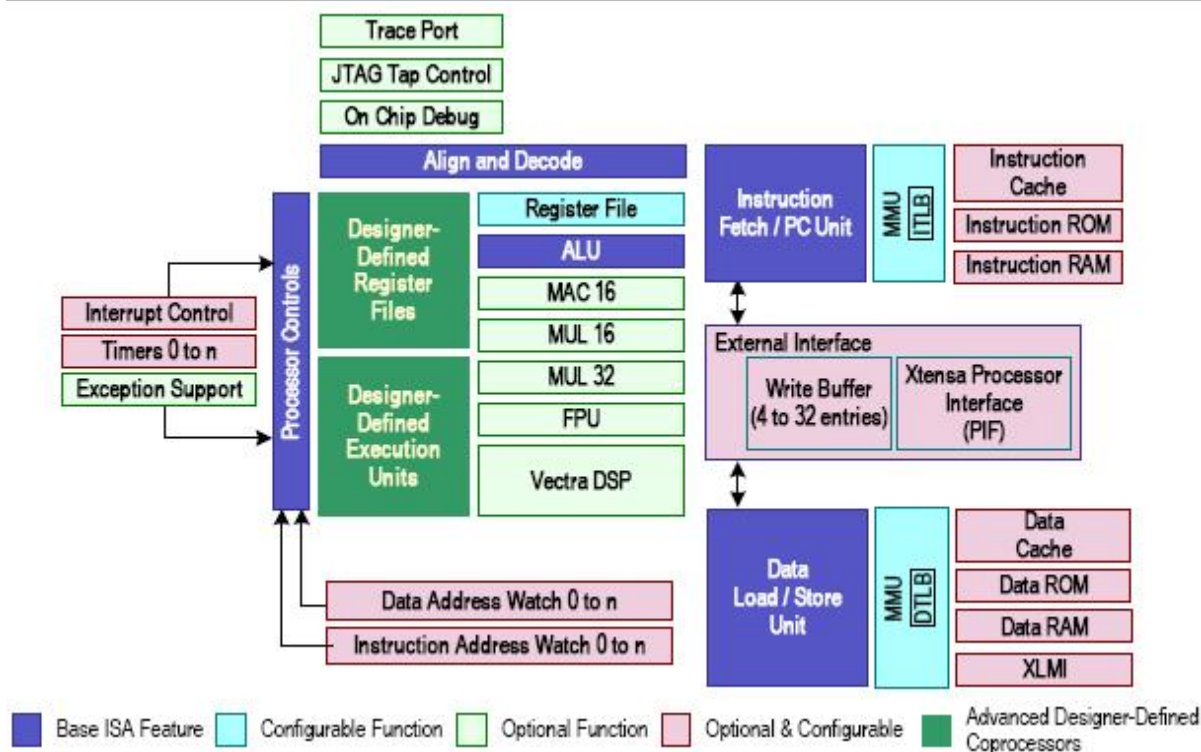 Trace Port
JTAG Tap Control
On Chip Debug
Align and Decode
Processor Controls
Designer-
Defined
Register
Files
Designer-
Defined
Execution
Units
Register File
ALU
MAC 16
MUL 16
MUL 32
FPU
Vectra DSP
Interrupt Control
Timers 0 to n
Exception Support
Data Address Watch 0 to n
Instruction Address Watch 0 to n
Instruction
Fetch / PC Unit
MMU
ITLB
Instruction
Cache
Instruction ROM
Instruction RAM
External Interface
Write Buffer
(4 to 32 entries)
Xtensa Processor
Interface
(PIF)
Data
Load / Store
Unit
MMU
DTLB
Data
Cache
Data ROM
Data RAM
XLMI
Base ISA Feature
Configurable Function
Optional Function
Optional & Configurable
Advanced Designer-Defined
Coprocessors